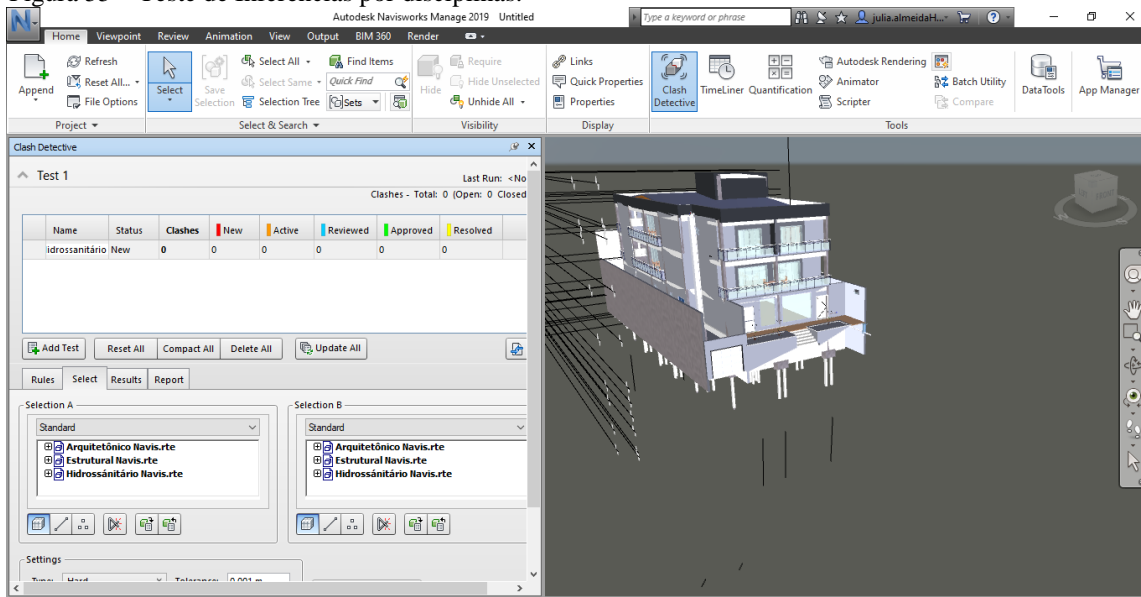 Figura 33 – Teste de Inferências por disciplinas.
Autodesk Navisworks Manage 2019 Untitled
Type a keyword or phrase
julia.almeidaH...
Home Viewpoint Review Animation View Output BIM 360 Render
Append
Refresh
Reset All...
File Options
Project
Select
Save Selection
Select All
Select Same
Selection Tree
Find Items
Quick Find
Sets
Select & Search
Hide
Require
Hide Unselected
Unhide All
Visibility
Links
Quick Properties
Properties
Display
Clash Detective
TimeLiner
Quantification
Autodesk Rendering
Animator
Scripter
Batch Utility
Compare
Tools
DataTools
App Manager
Clash Detective
Test 1
Last Run: <No
Clashes - Total: 0 (Open: 0 Closed
Name Status Clashes New Active Reviewed Approved Resolved
idrossanitário New 0 0 0 0 0 0
Add Test Reset All Compact All Delete All Update All
Rules Select Results Report
Selection A
Standard
Arquitetônico Navis.rte
Estrutural Navis.rte
Hidrossánitário Navis.rte
Selection B
Standard
Arquitetônico Navis.rte
Estrutural Navis.rte
Hidrossánitário Navis.rte
Settings
Type: Hard Tolerance: 0,001 m
FRONT